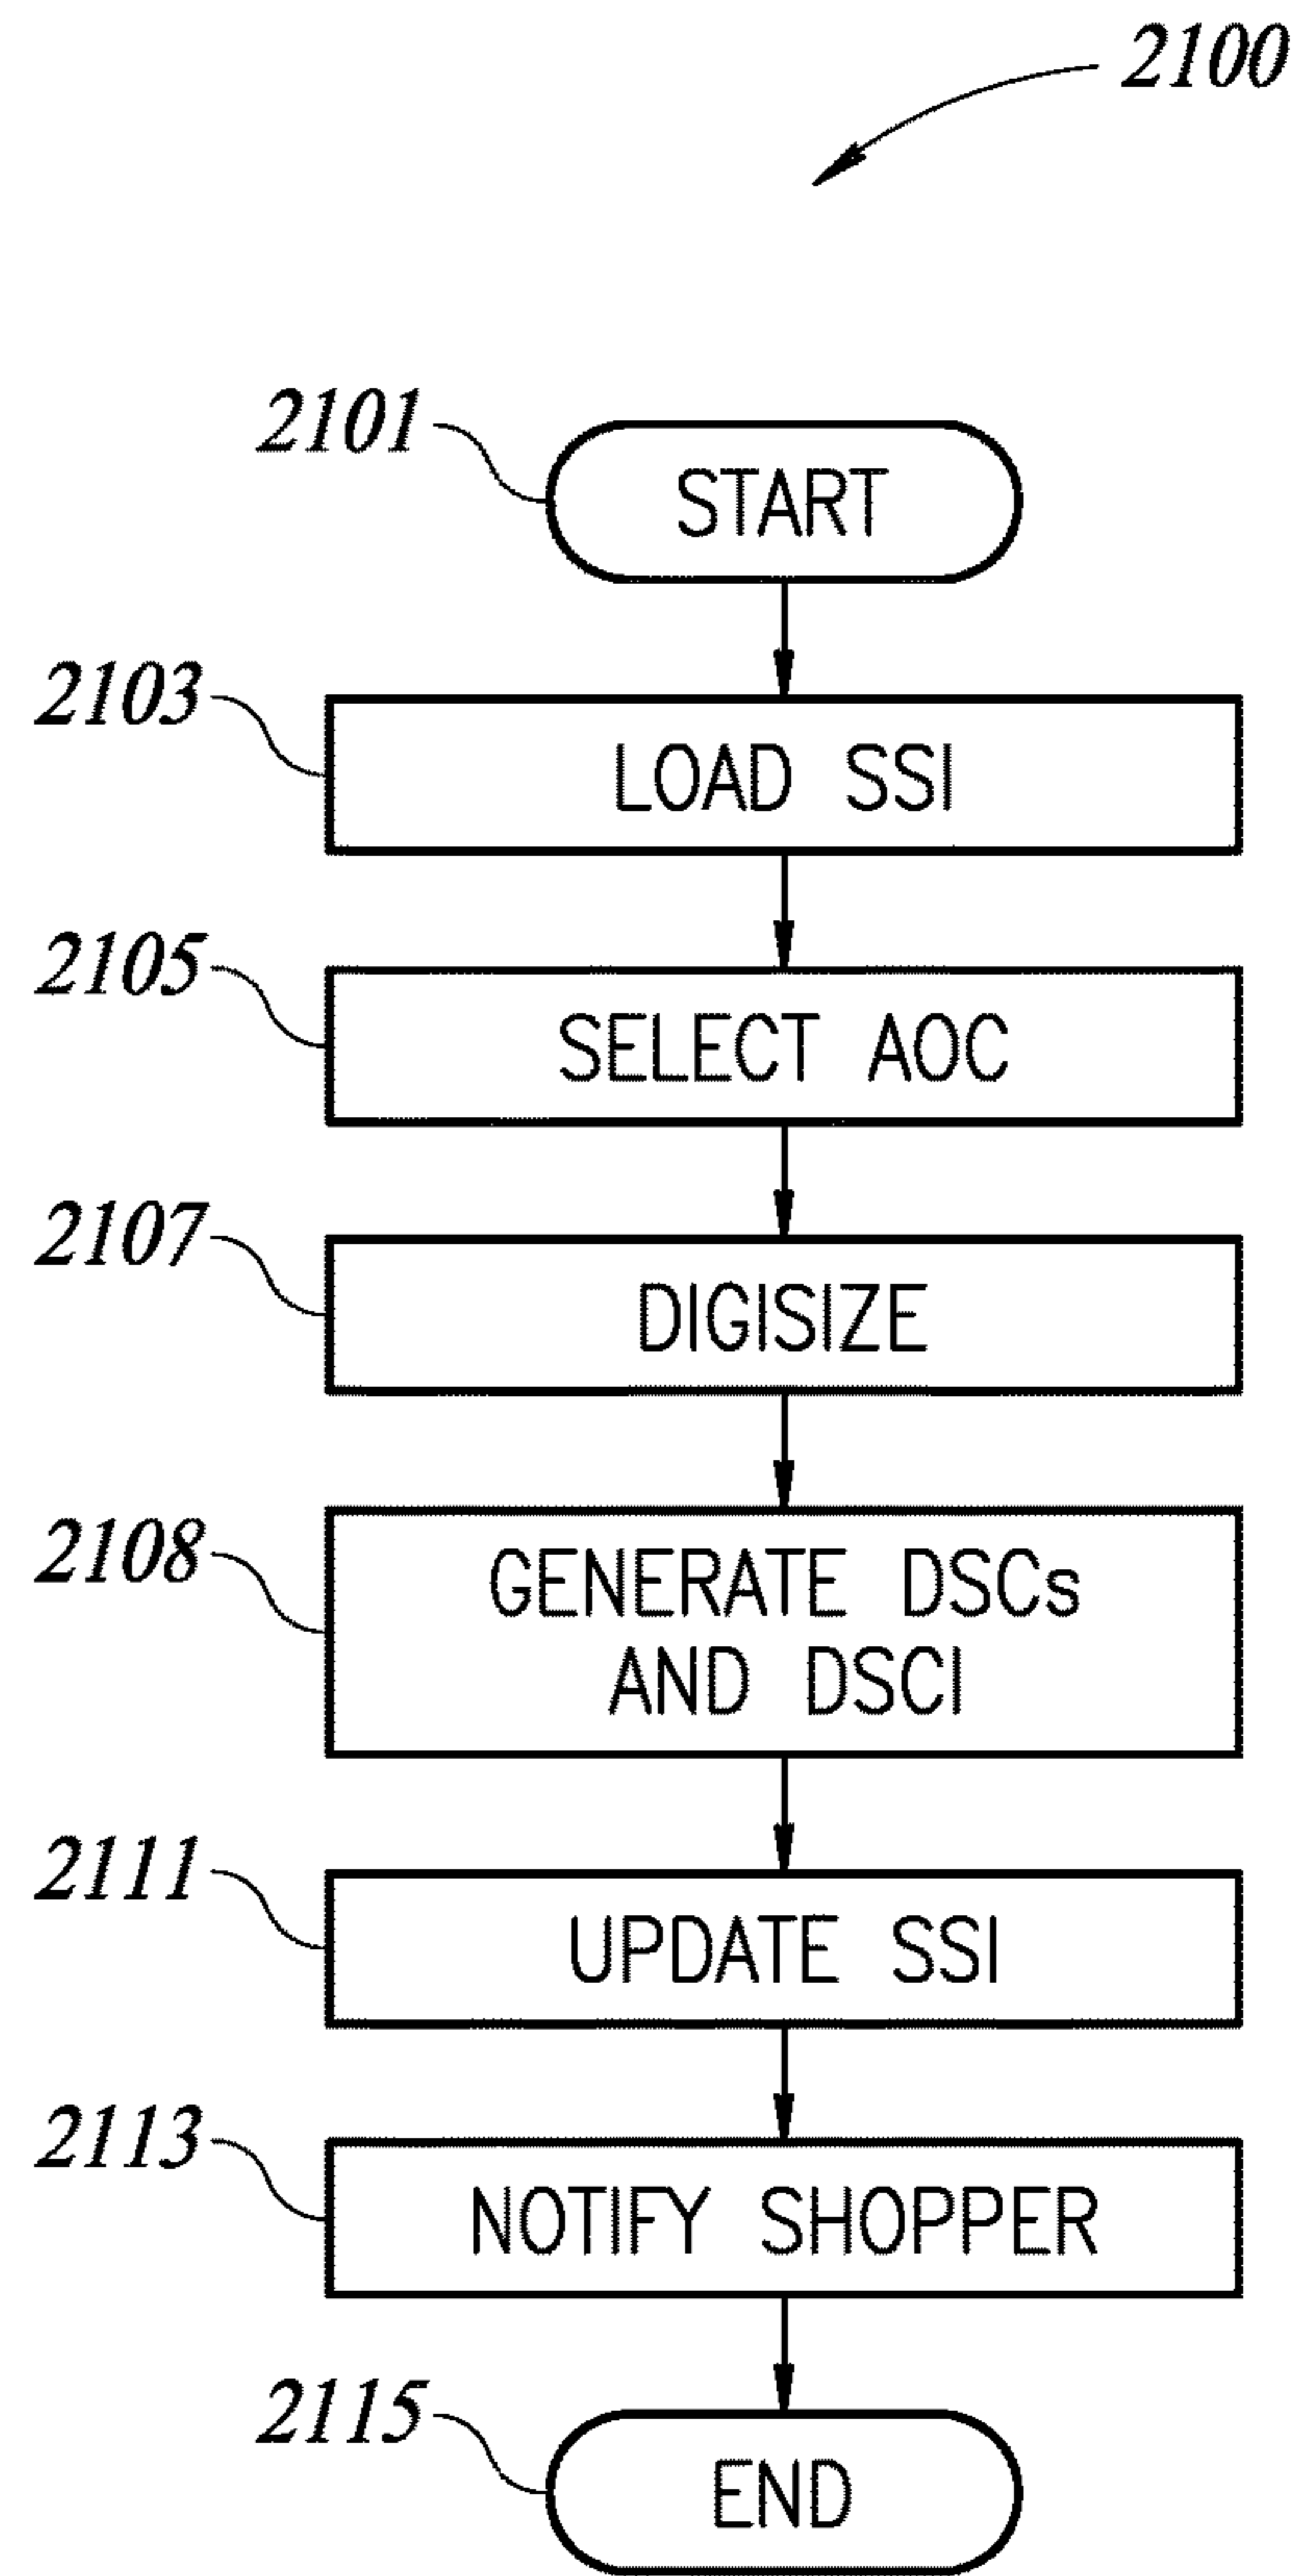 2100
2101
START
2103
LOAD SSI
2105
SELECT AOC
2107
DIGISIZE
2108
GENERATE DSCs
AND DSCI
2111
UPDATE SSI
2113
NOTIFY SHOPPER
2115
END